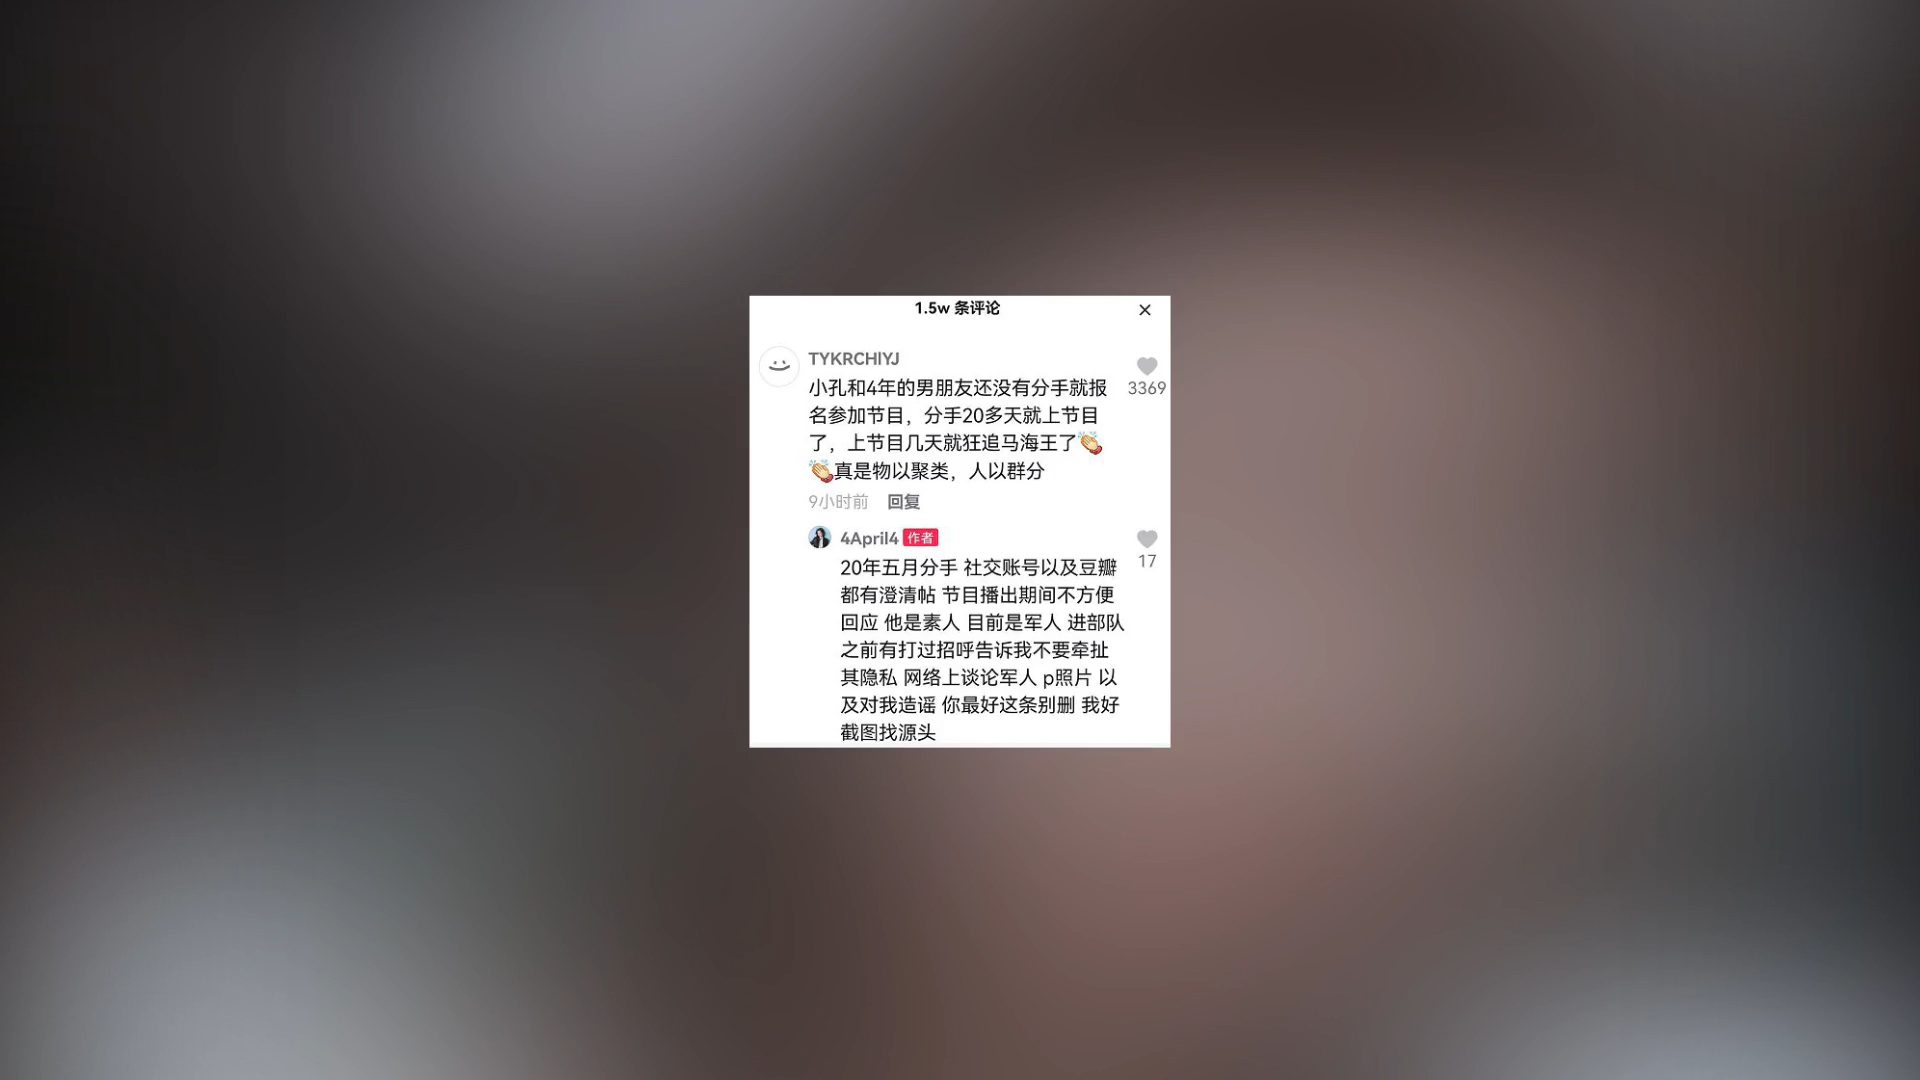 1.5w 条评论
TYKRCHIYJ
小孔和4年的男朋友还没有分手就报
3369
名参加节目，分手20多天就上节目
了，上节目几天就狂追马海王了👏
👏真是物以聚类，人以群分
9小时前 回复
4April4 作者
17
20年五月分手 社交账号以及豆瓣
都有澄清帖 节目播出期间不方便
回应 他是素人 目前是军人 进部队
之前有打过招呼告诉我不要牵扯
其隐私 网络上谈论军人 p照片 以
及对我造谣 你最好这条别删 我好
截图找源头